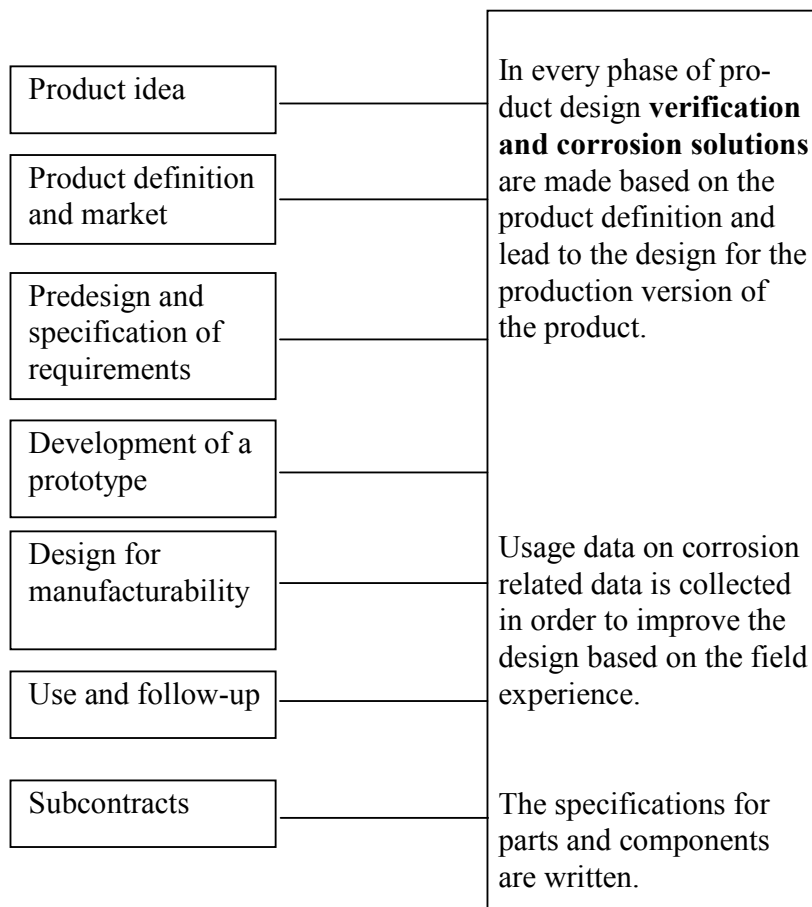 Product idea
Product definition
and market
Predesign and
specification of
requirements
Development of a
prototype
Design for
manufacturability
Use and follow-up
Subcontracts
In every phase of pro-
duct design verification
and corrosion solutions
are made based on the
product definition and
lead to the design for the
production version of
the product.
Usage data on corrosion
related data is collected
in order to improve the
design based on the field
experience.
The specifications for
parts and components
are written.